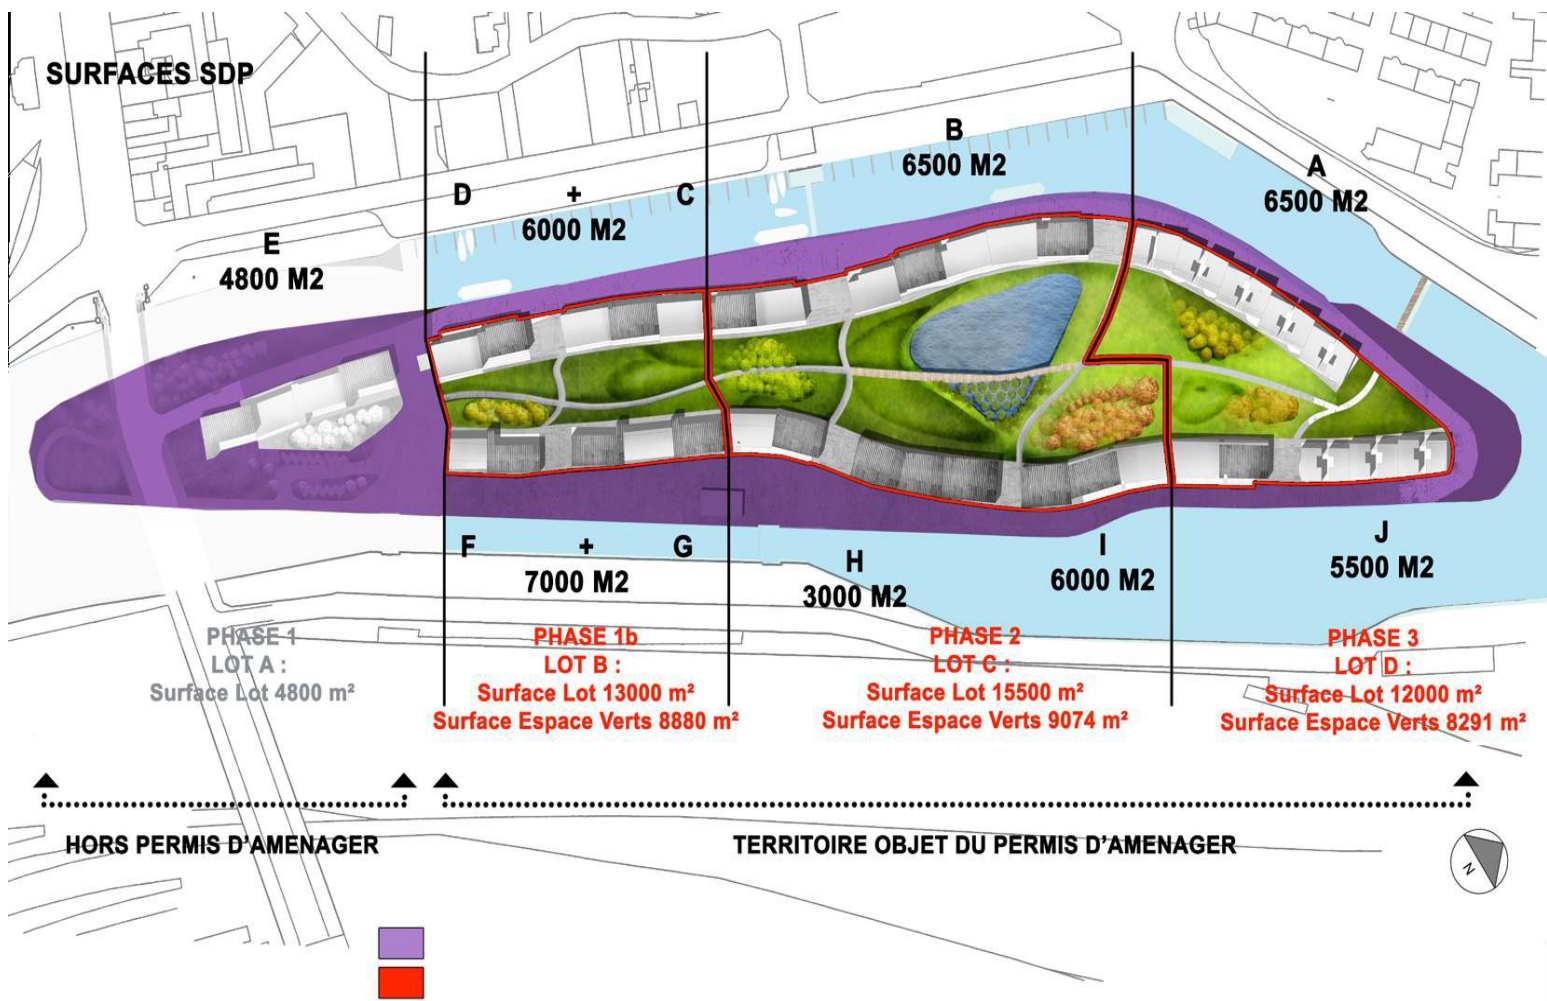 SURFACES SDP
B
6500 M2
A
6500 M2
D + C
6000 M2
E
4800 M2
F + G
7000 M2
H
3000 M2
I
6000 M2
J
5500 M2
PHASE 1
LOT A :
Surface Lot 4800 m²
PHASE 1b
LOT B :
Surface Lot 13000 m²
Surface Espace Verts 8880 m²
PHASE 2
LOT C :
Surface Lot 15500 m²
Surface Espace Verts 9074 m²
PHASE 3
LOT D :
Surface Lot 12000 m²
Surface Espace Verts 8291 m²
HORS PERMIS D'AMENAGER
TERRITOIRE OBJET DU PERMIS D'AMENAGER
N